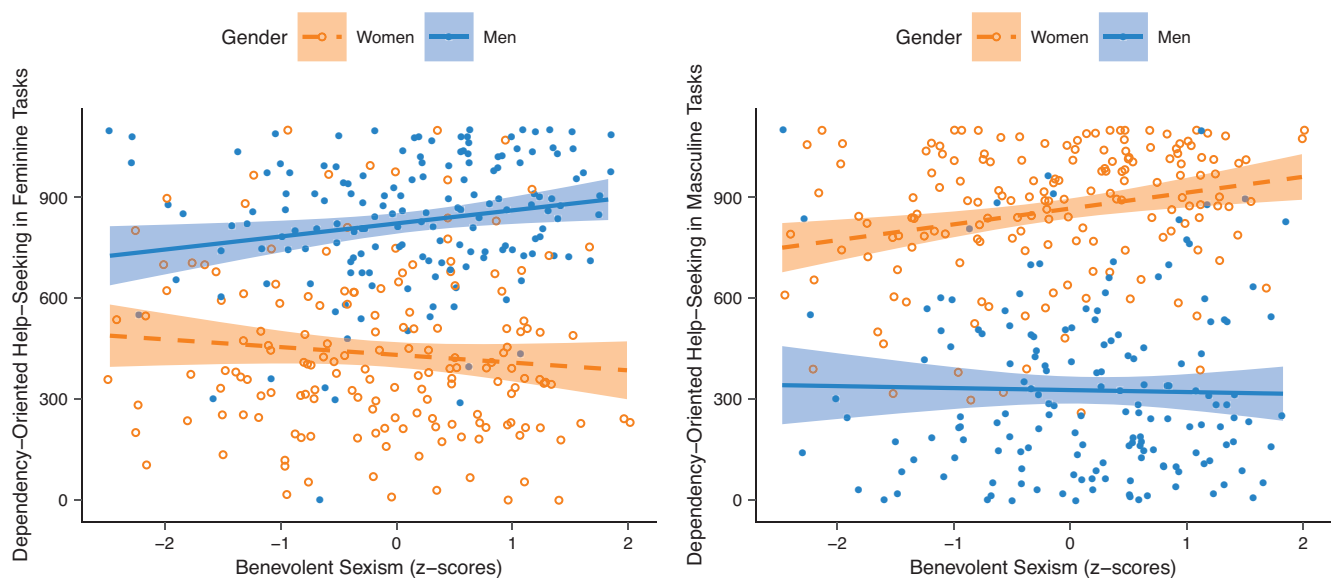 Gender Women Men
Dependency−Oriented Help−Seeking in Feminine Tasks
900
600
300
0
−2 −1 0 1 2
Benevolent Sexism (z−scores)
Gender Women Men
Dependency−Oriented Help−Seeking in Masculine Tasks
900
600
300
0
−2 −1 0 1 2
Benevolent Sexism (z−scores)